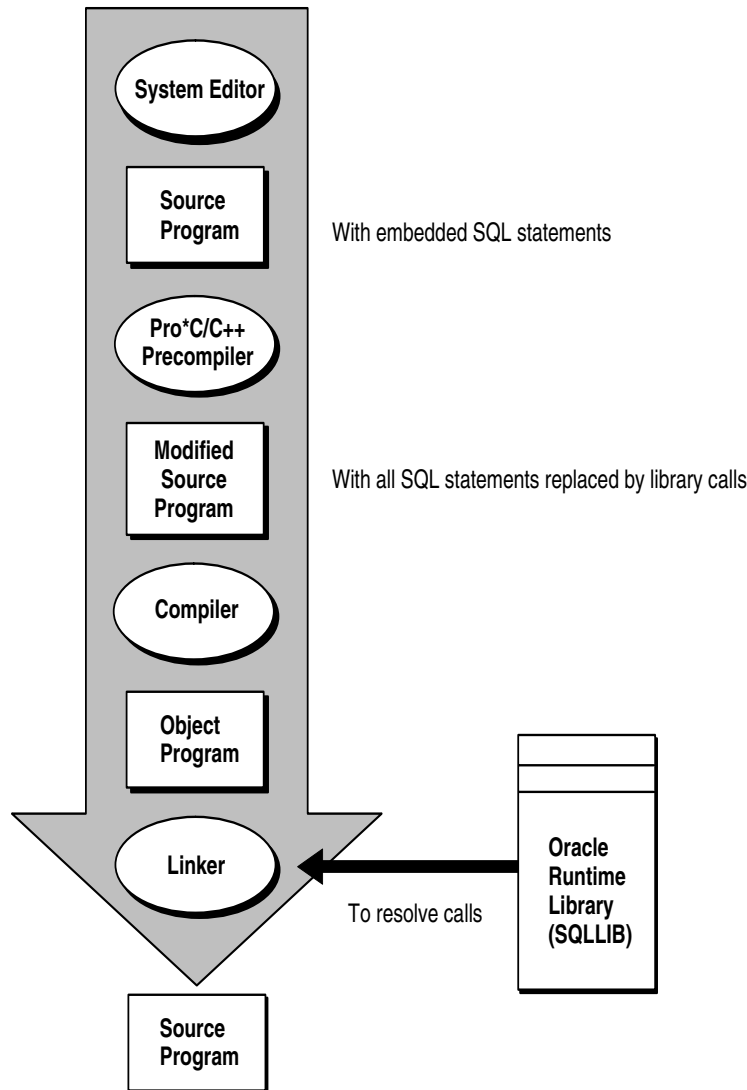 System Editor
Source
Program
With embedded SQL statements
Pro*C/C++
Precompiler
Modified
Source
Program
With all SQL statements replaced by library calls
Compiler
Object
Program
Linker
To resolve calls
Oracle
Runtime
Library
(SQLLIB)
Source
Program